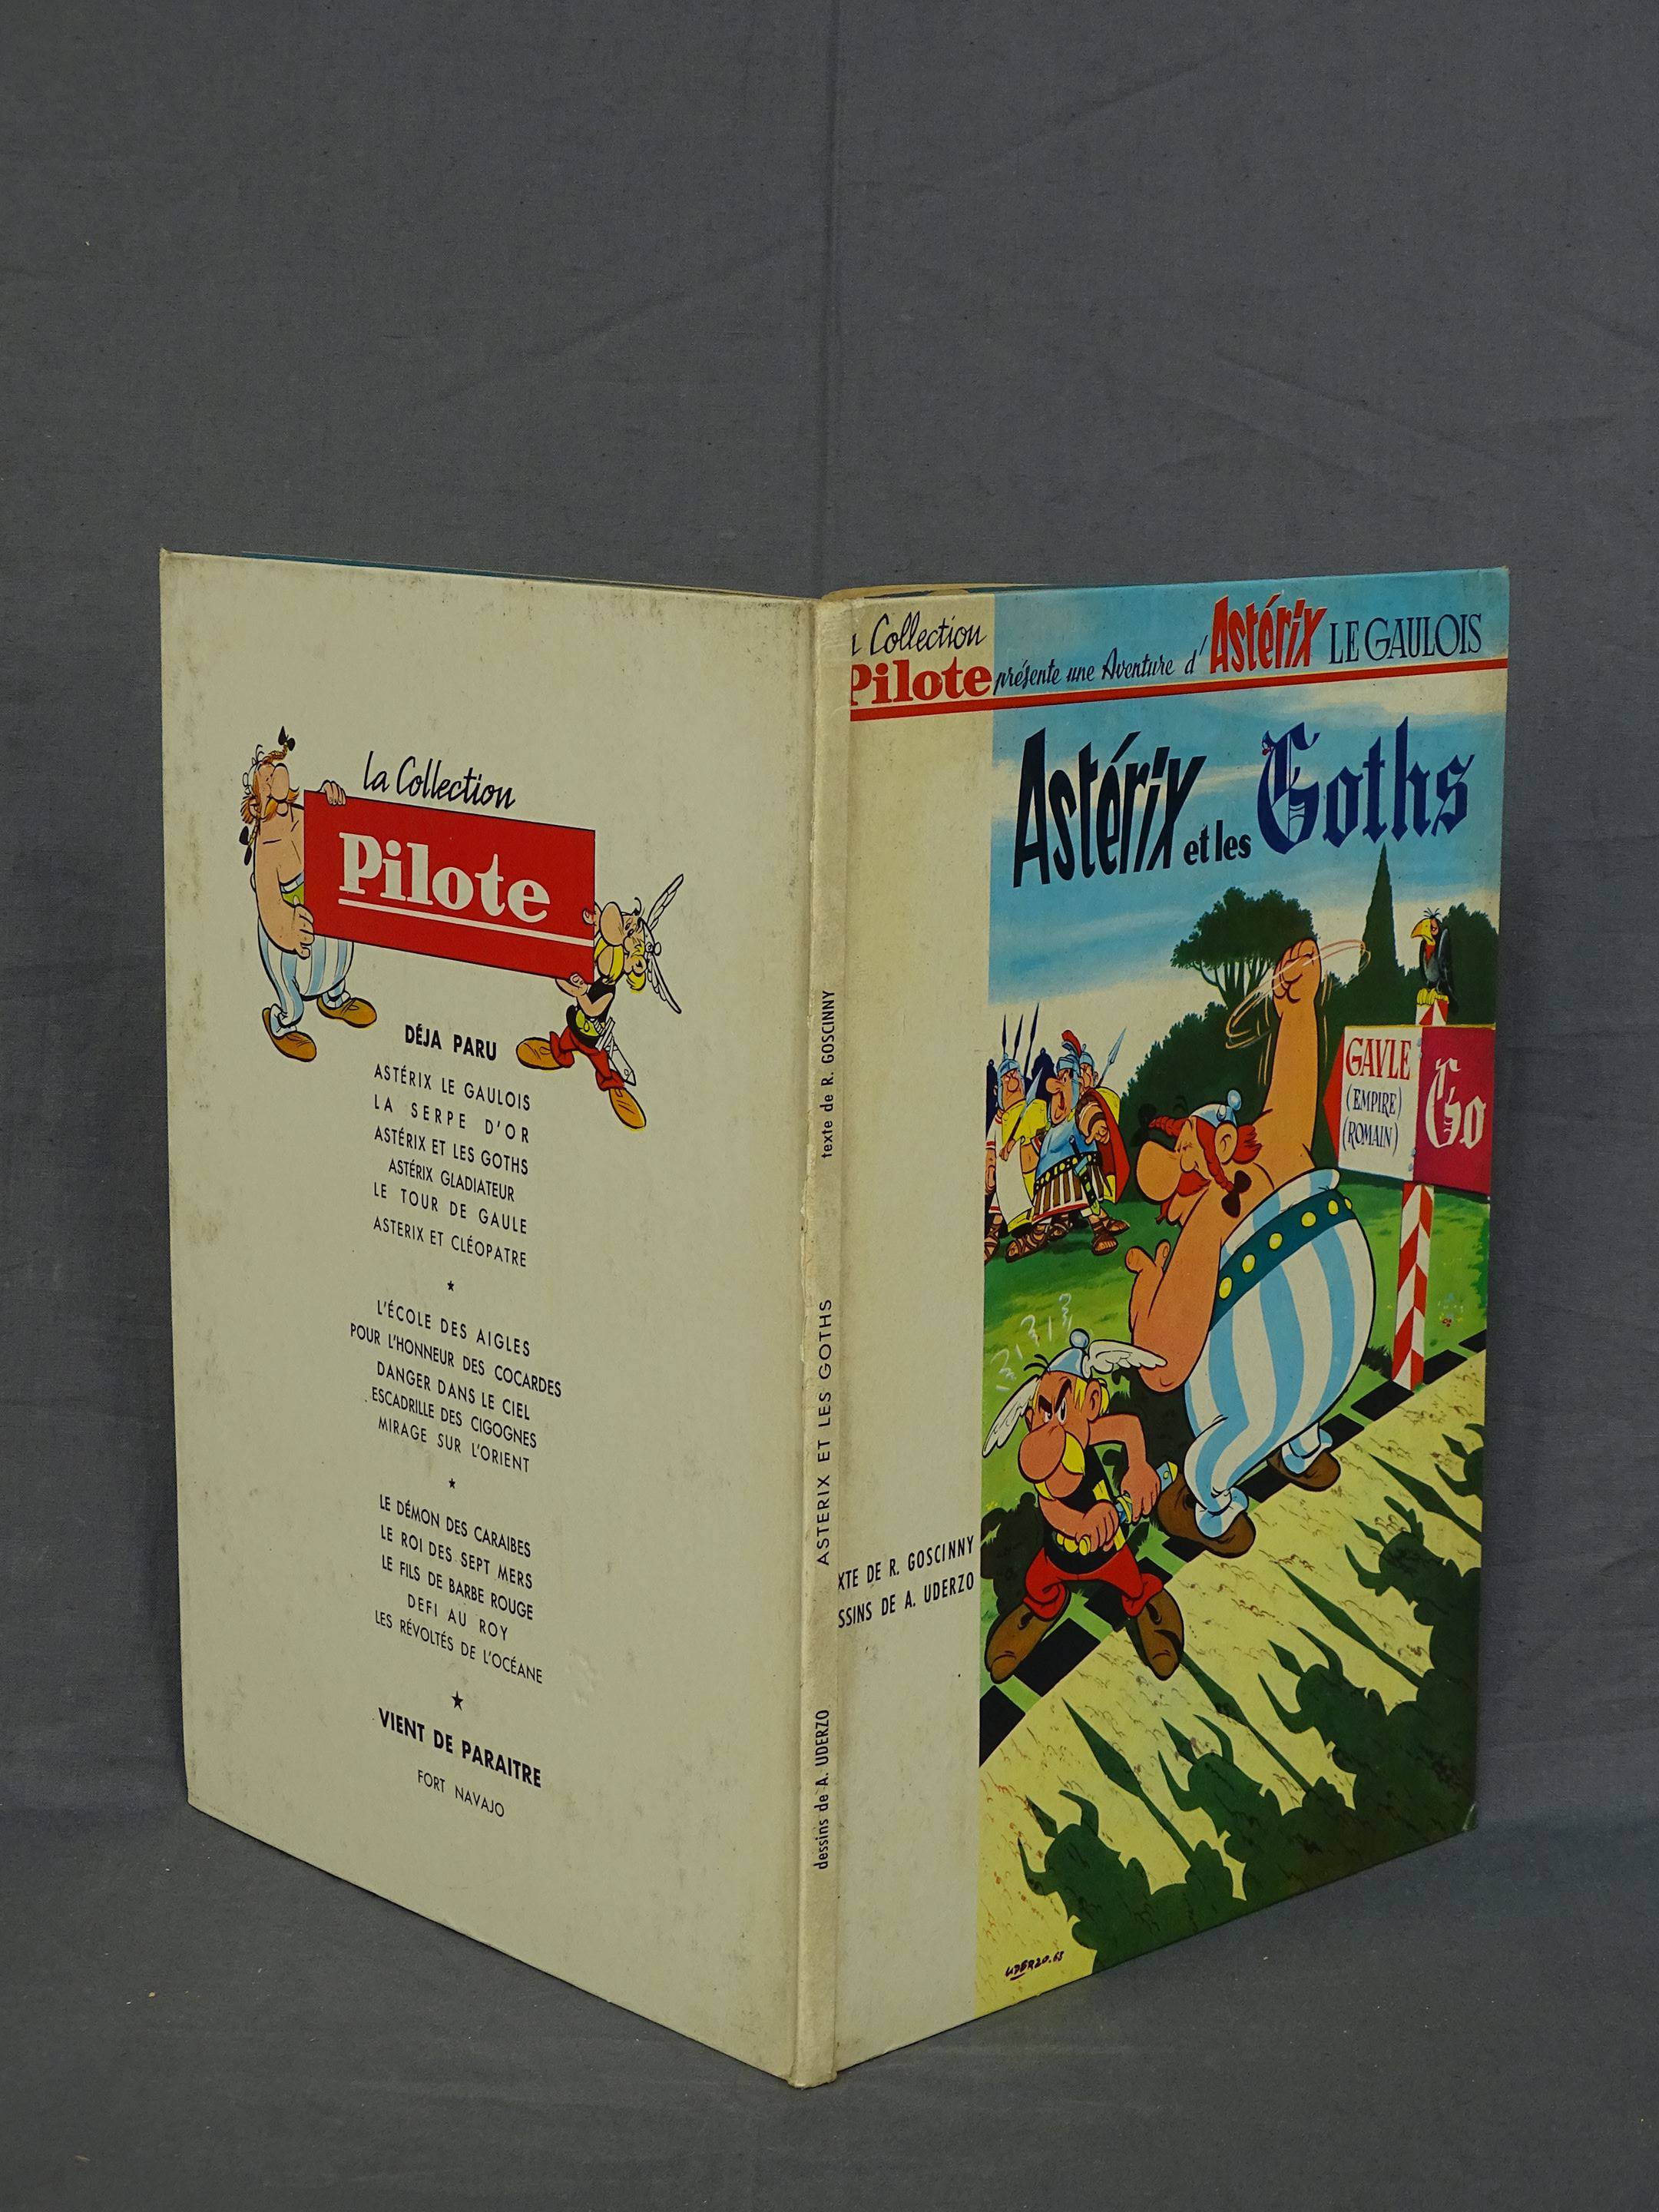 la Collection
Pilote
DÉJA PARU
ASTÉRIX LE GAULOIS
LA SERPE D'OR
ASTÉRIX ET LES GOTHS
ASTÉRIX GLADIATEUR
LE TOUR DE GAULE
ASTERIX ET CLÉOPATRE
L'ÉCOLE DES AIGLES
POUR L'HONNEUR DES COCARDES
DANGER DANS LE CIEL
ESCADRILLE DES CIGOGNES
MIRAGE SUR L'ORIENT
LE DÉMON DES CARAIBES
LE ROI DES SEPT MERS
LE FILS DE BARBE ROUGE
DEFI AU ROY
LES RÉVOLTÉS DE L'OCÉANE
VIENT DE PARAITRE
FORT NAVAJO
texte de R. GOSCINNY
ASTERIX ET LES GOTHS
dessins de A. UDERZO
a Collection
Pilote présente une Aventure d'Astérix LE GAULOIS
Astérix et les Goths
GAVLE
(EMPIRE)
(ROMAIN)
Go
XTE DE R. GOSCINNY
SSINS DE A. UDERZO
UDERZO.63